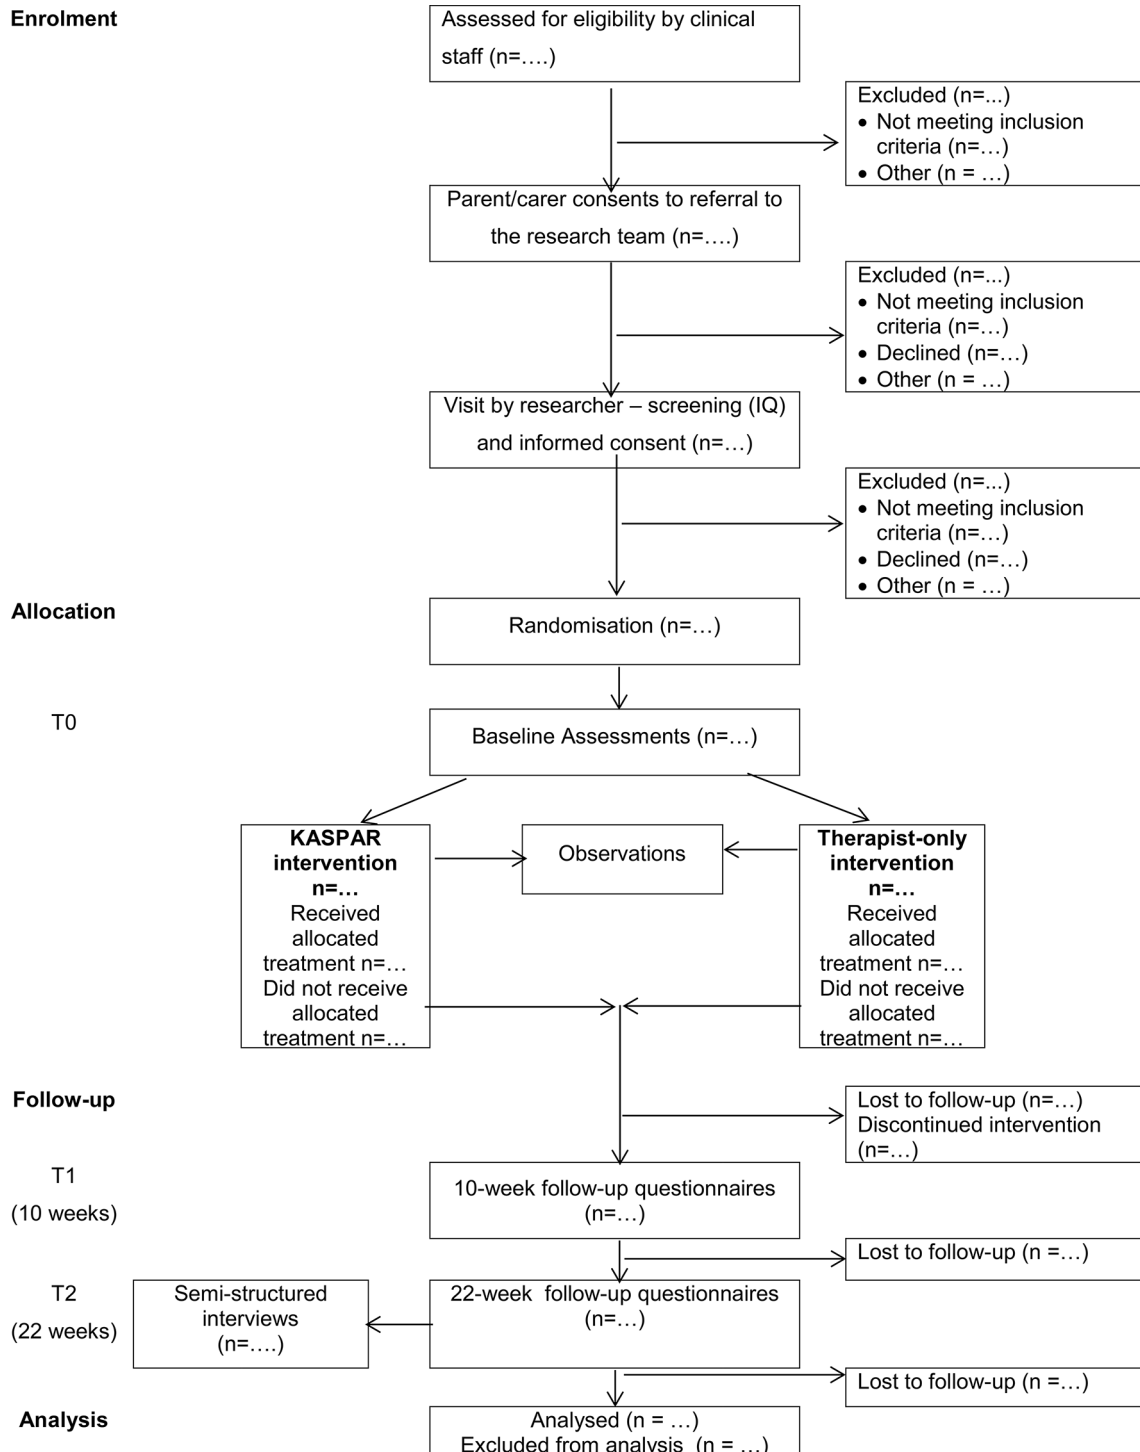 Enrolment
Assessed for eligibility by clinical
staff (n=….)
Excluded (n=...)
• Not meeting inclusion
criteria (n=…)
• Other (n = …)
Parent/carer consents to referral to
the research team (n=….)
Excluded (n=...)
• Not meeting inclusion
criteria (n=…)
• Declined (n=…)
• Other (n = …)
Visit by researcher – screening (IQ)
and informed consent (n=…)
Excluded (n=...)
• Not meeting inclusion
criteria (n=…)
• Declined (n=…)
• Other (n = …)
Allocation
Randomisation (n=…)
T0
Baseline Assessments (n=…)
KASPAR
intervention
n=…
Received
allocated
treatment n=…
Did not receive
allocated
treatment n=…
Observations
Therapist-only
intervention
n=…
Received
allocated
treatment n=…
Did not receive
allocated
treatment n=…
Follow-up
Lost to follow-up (n=…)
Discontinued intervention
(n=…)
T1
(10 weeks)
10-week follow-up questionnaires
(n=…)
Lost to follow-up (n =…)
T2
(22 weeks)
Semi-structured
interviews
(n=….)
22-week  follow-up questionnaires
(n=…)
Lost to follow-up (n =…)
Analysis
Analysed (n = …)
Excluded from analysis  (n = …)